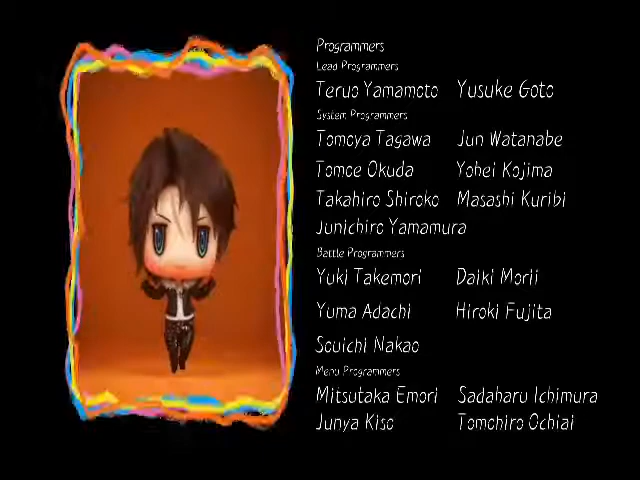 Programmers
Lead Programmers
Teruo Yamamoto Yusuke Goto
System Programmers
Tomoya Tagawa Jun Watanabe
Tomoe Okuda Yohei Kojima
Takahiro Shiroko Masashi Kuribi
Junichiro Yamamura
Battle Programmers
Yuki Takemori Daiki Morii
Yuma Adachi Hiroki Fujita
Souichi Nakao
Menu Programmers
Mitsutaka Emori Sadaharu Ichimura
Junya Kiso Tomohiro Ochiai